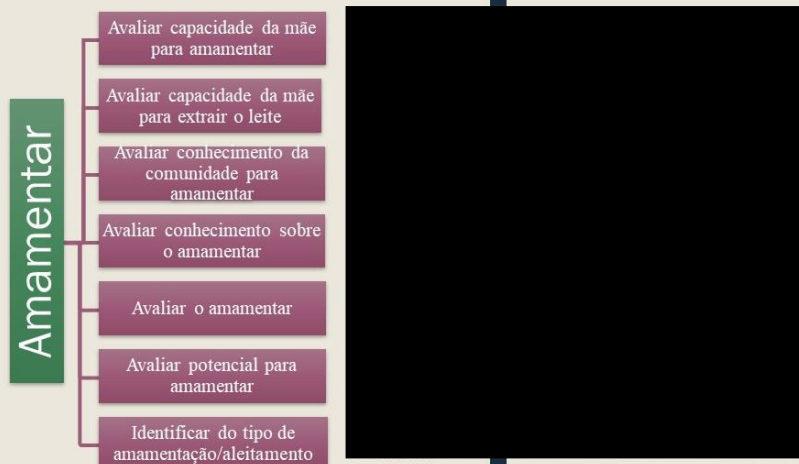 Amamentar
Avaliar capacidade da mãe
para amamentar
Avaliar capacidade da mãe
para extrair o leite
Avaliar conhecimento da
comunidade para
amamentar
Avaliar conhecimento sobre
o amamentar
Avaliar o amamentar
Avaliar potencial para
amamentar
Identificar do tipo de
amamentação/aleitamento